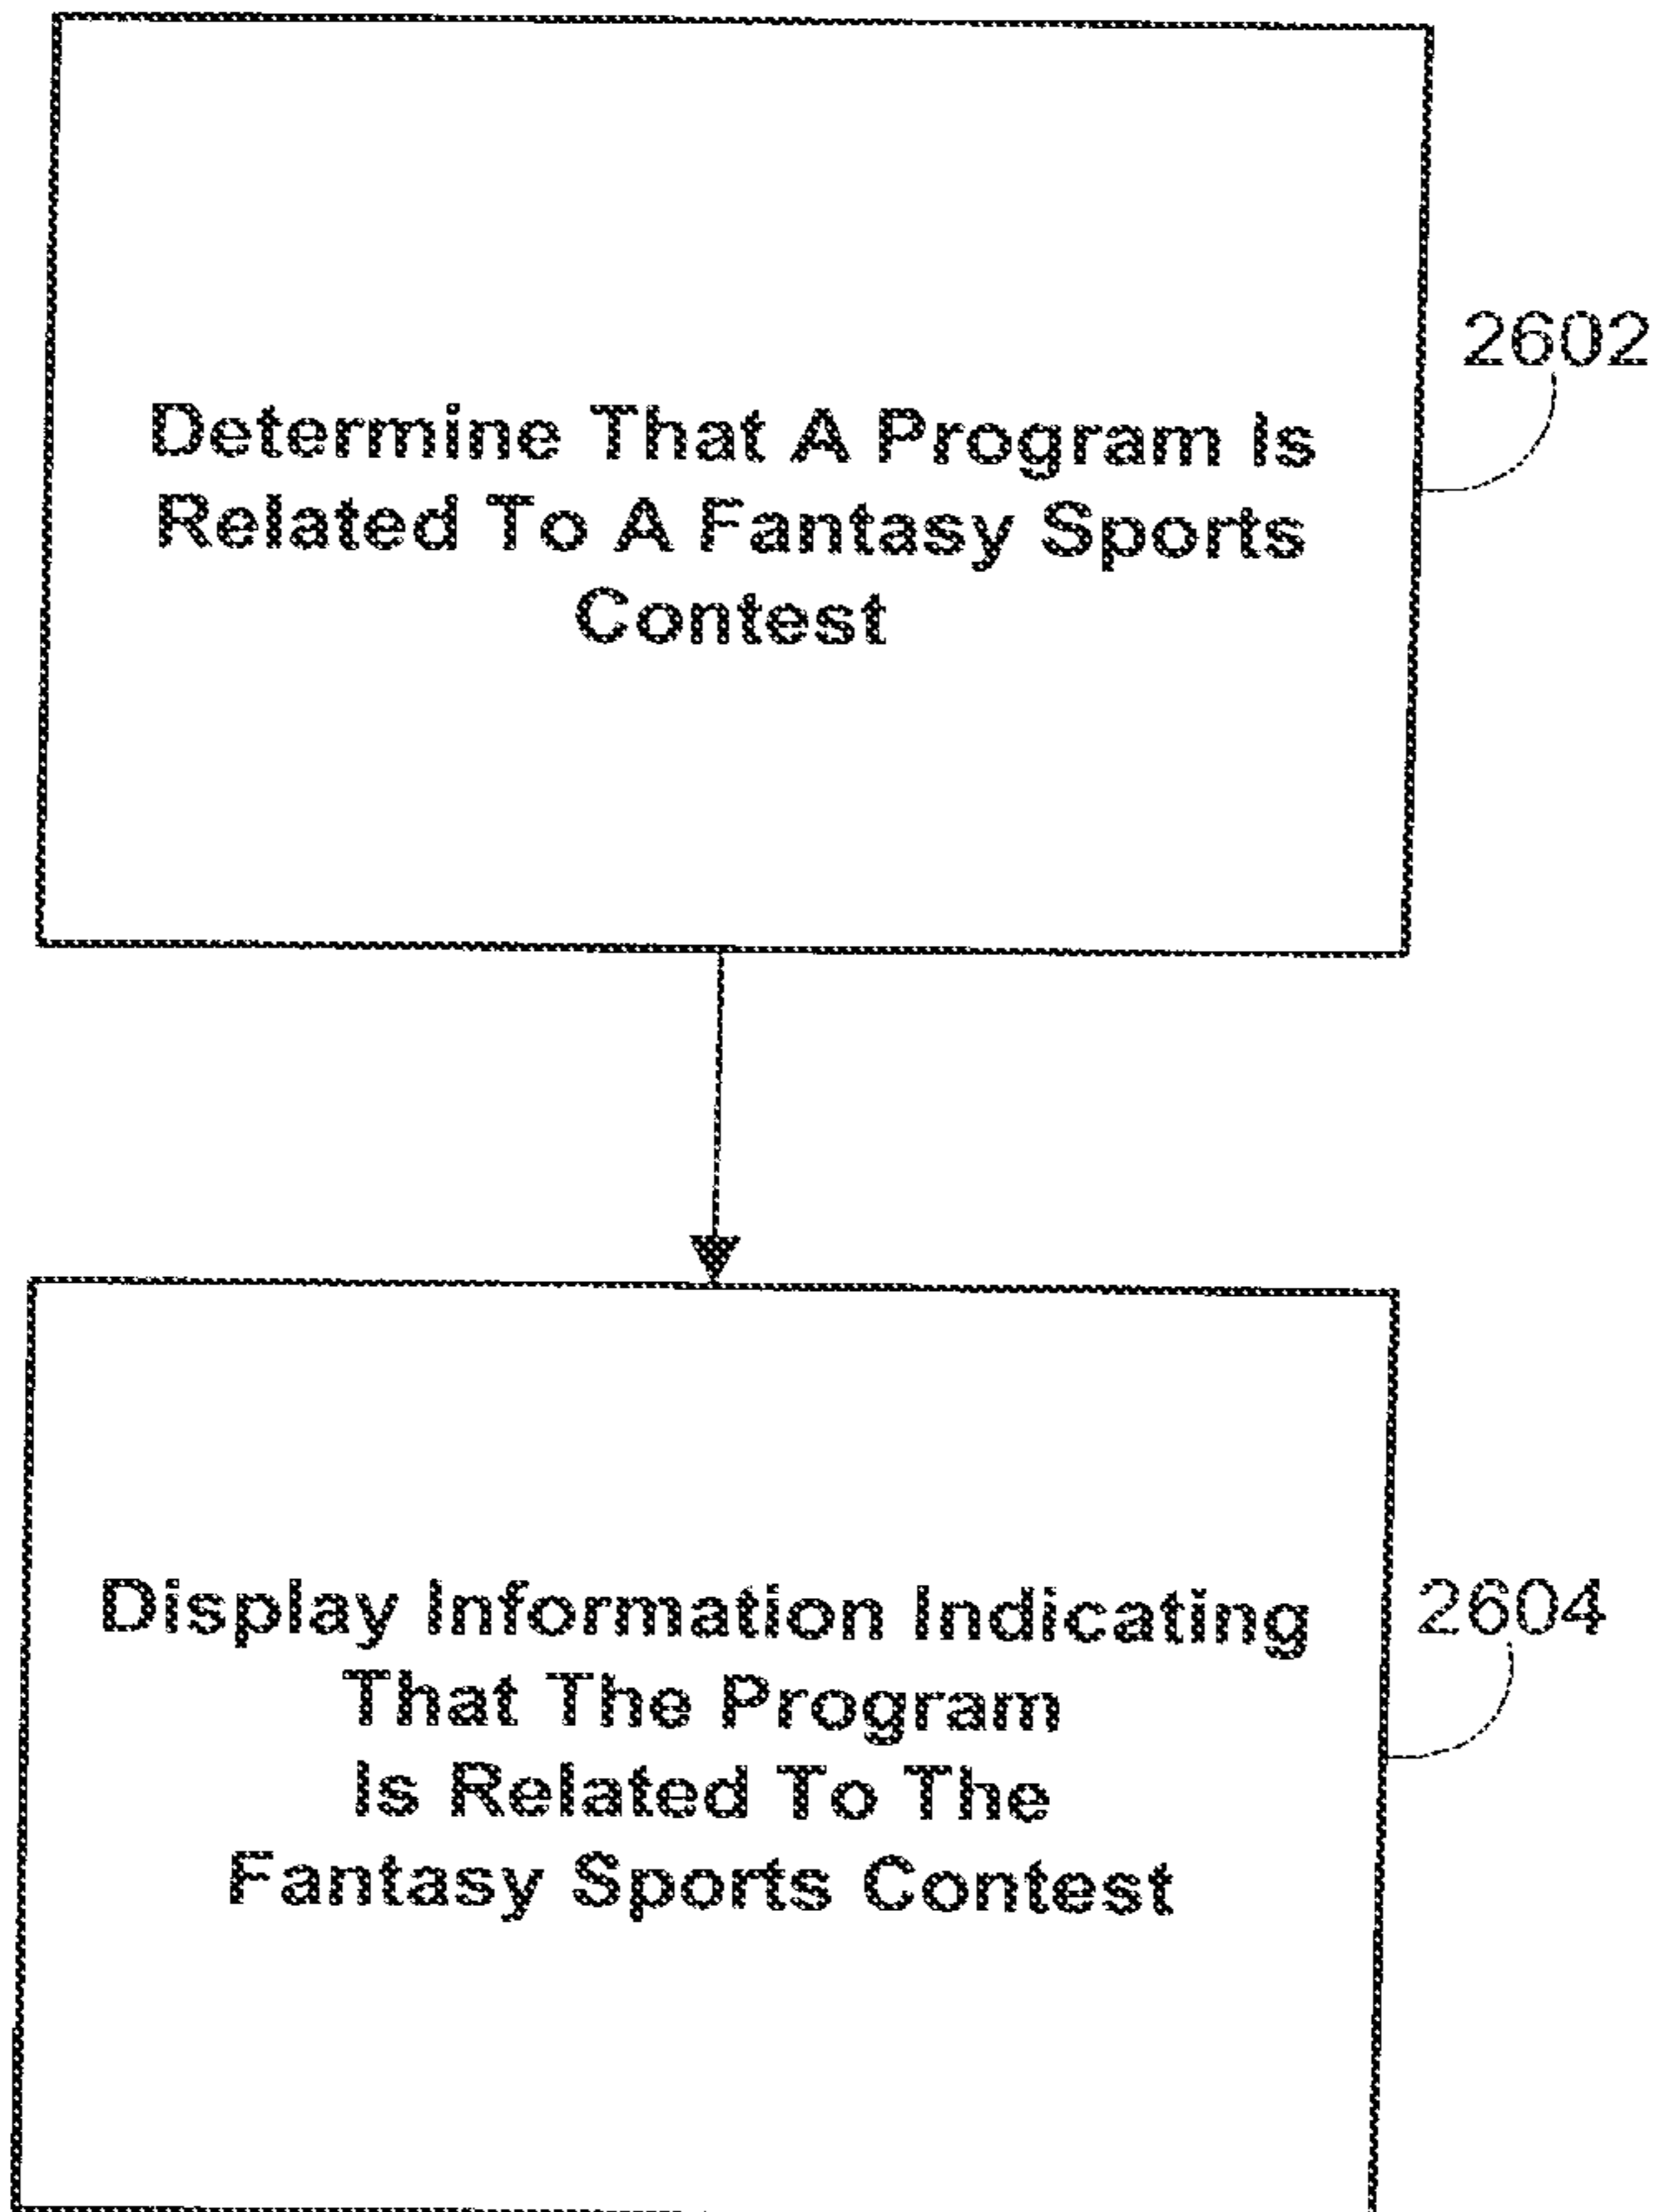 Determine That A Program Is
Related To A Fantasy Sports
Contest
2602
Display Information Indicating
That The Program
Is Related To The
Fantasy Sports Contest
2604